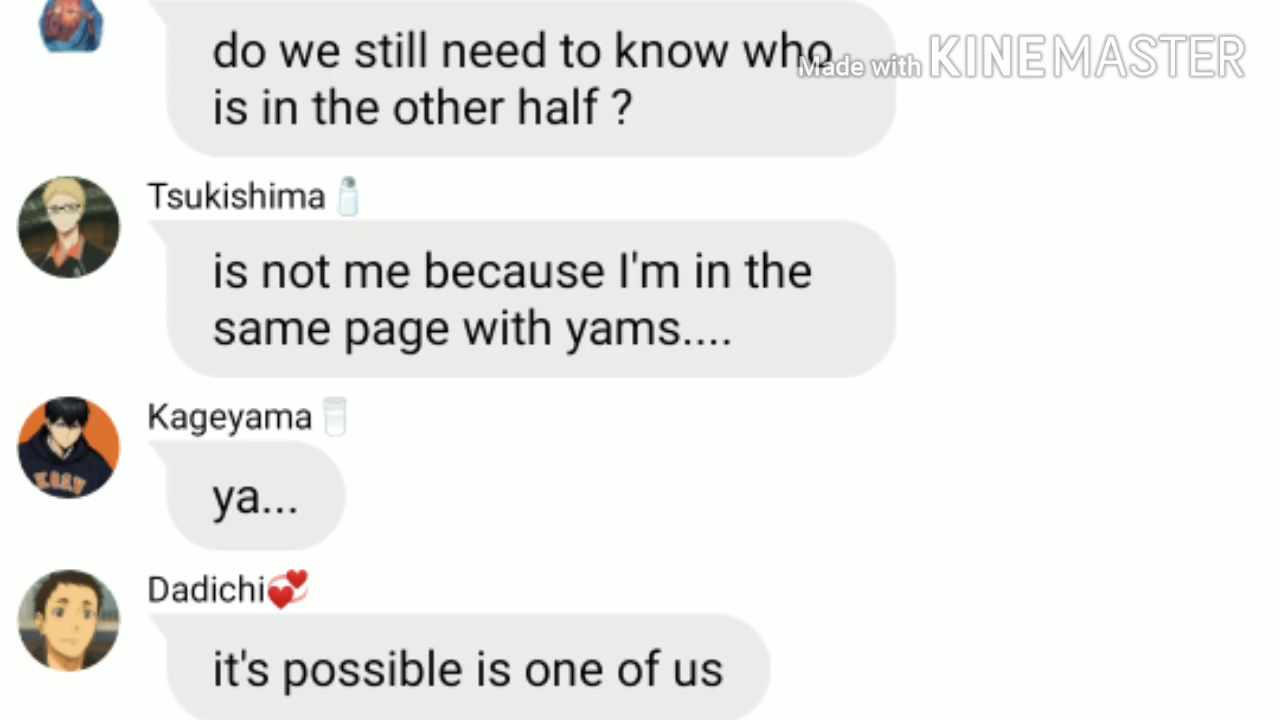 do we still need to know who
is in the other half ?
Made with KINEMASTER
Tsukishima
is not me because I'm in the
same page with yams....
Kageyama
ya...
Dadichi
it's possible is one of us